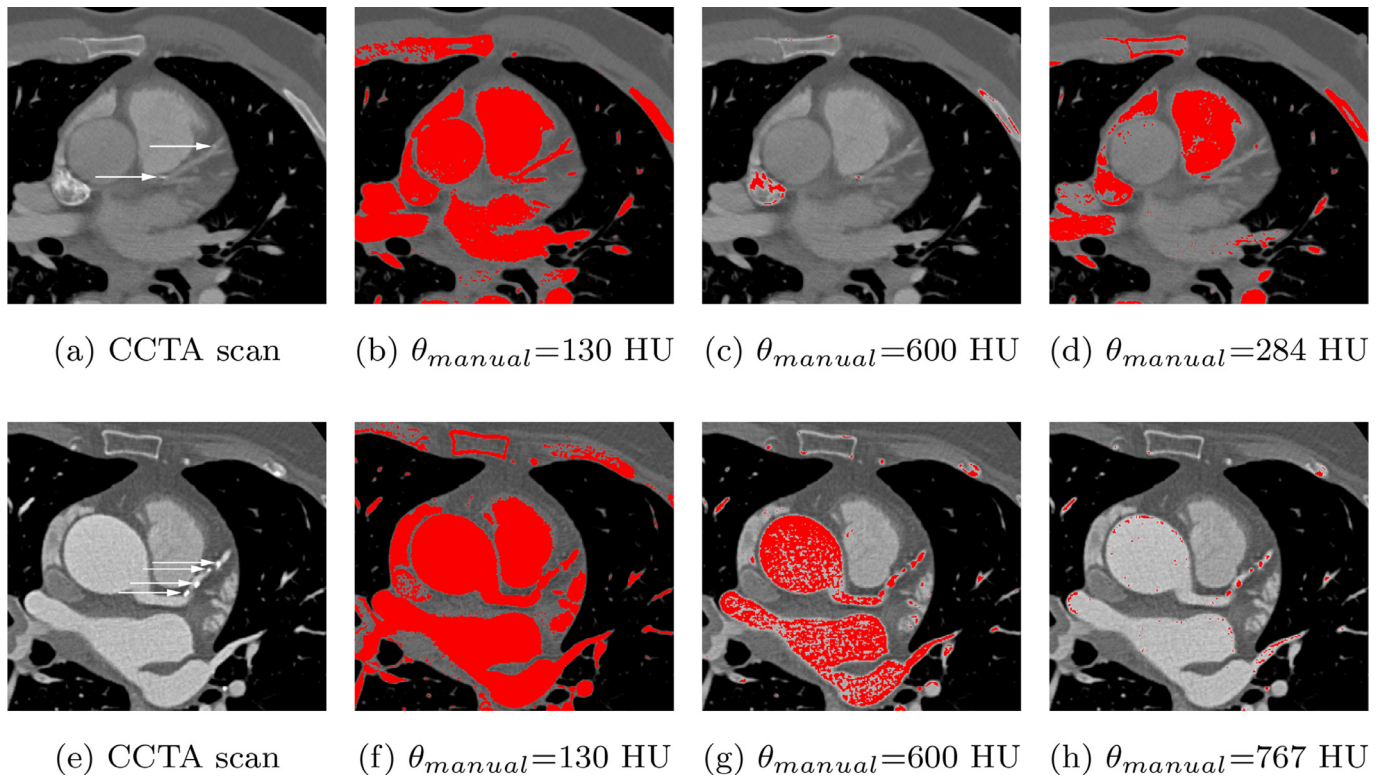 (a) CCTA scan
(b) θmanual=130 HU
(c) θmanual=600 HU
(d) θmanual=284 HU
(e) CCTA scan
(f) θmanual=130 HU
(g) θmanual=600 HU
(h) θmanual=767 HU